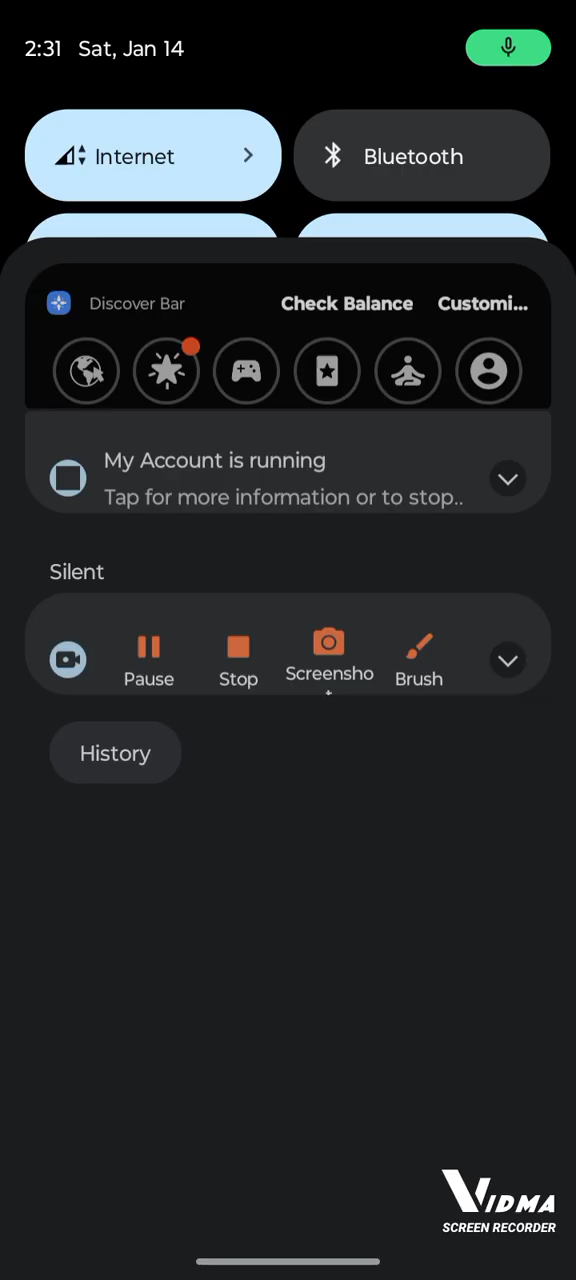 2:31 Sat, Jan 14
Internet
Bluetooth
Discover Bar Check Balance Customi...
My Account is running
Tap for more information or to stop..
Silent
Pause Stop Screenshot Brush
History
VIDMA
SCREEN RECORDER